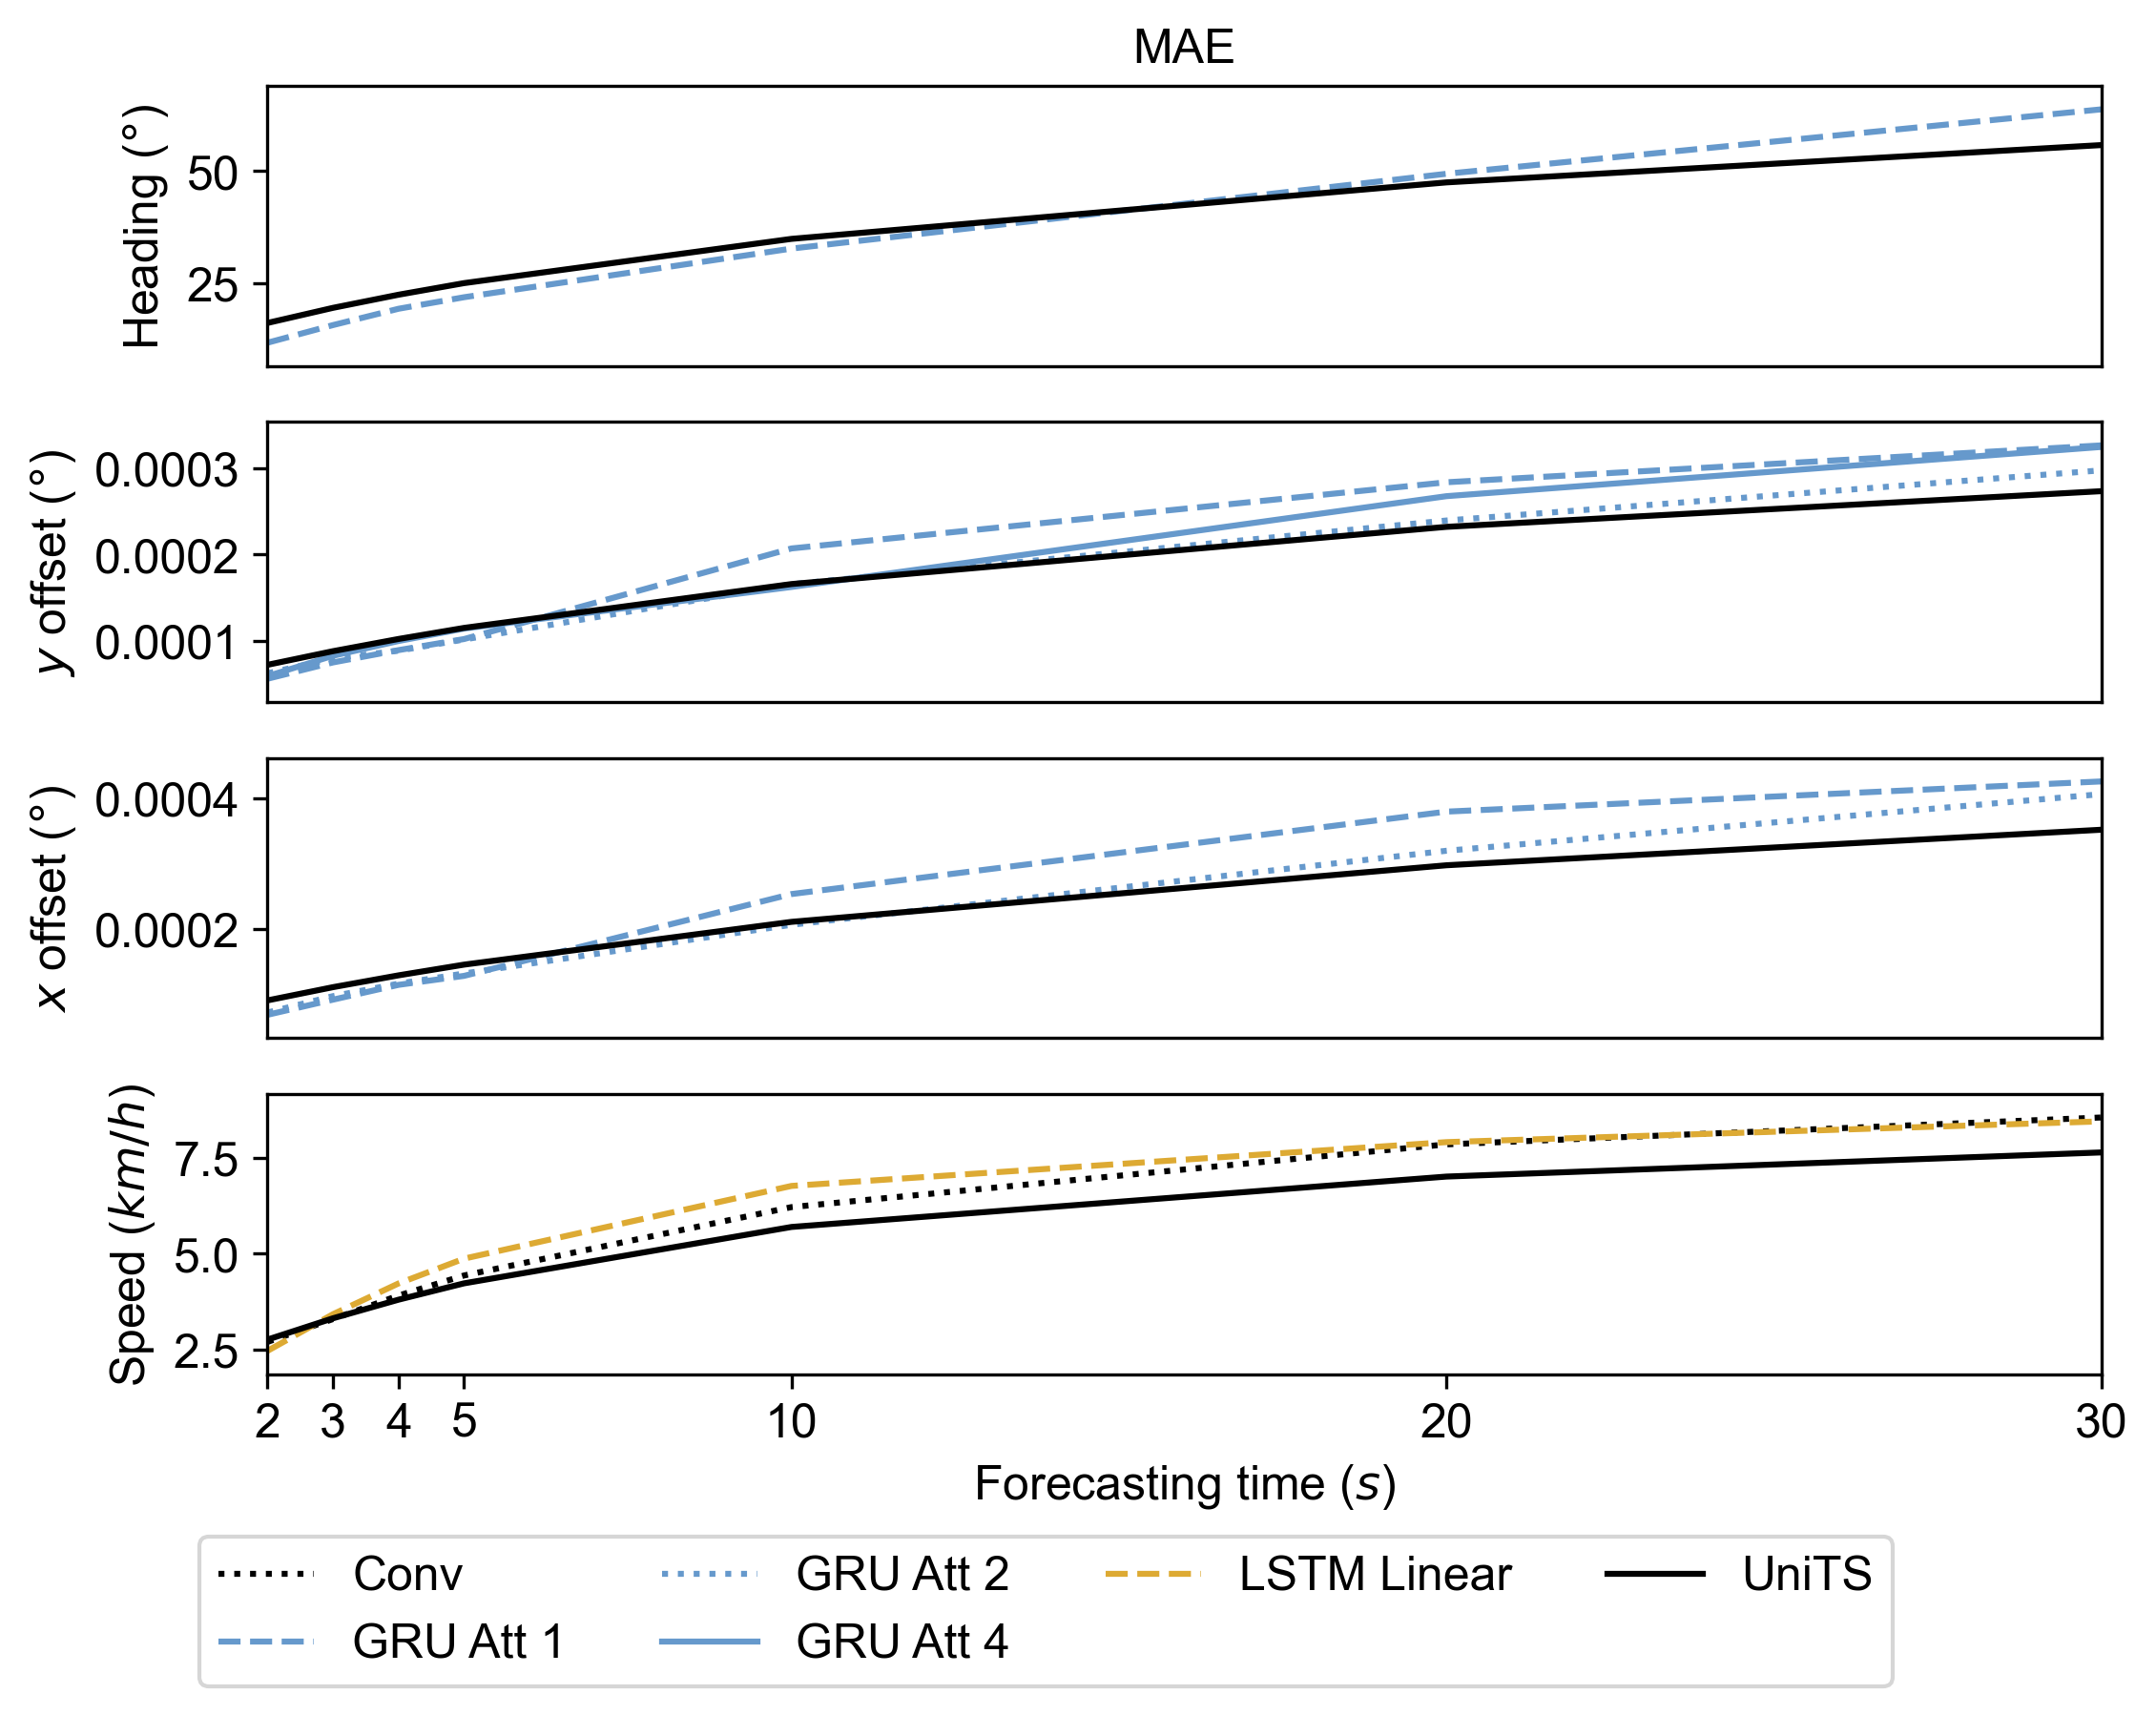 MAE
Heading (°)
50
25
y offset (°)
0.0003
0.0002
0.0001
x offset (°)
0.0004
0.0002
Speed (km/h)
7.5
5.0
2.5
2 3 4 5 10 20 30
Forecasting time (s)
Conv GRU Att 2 LSTM Linear UniTS
GRU Att 1 GRU Att 4